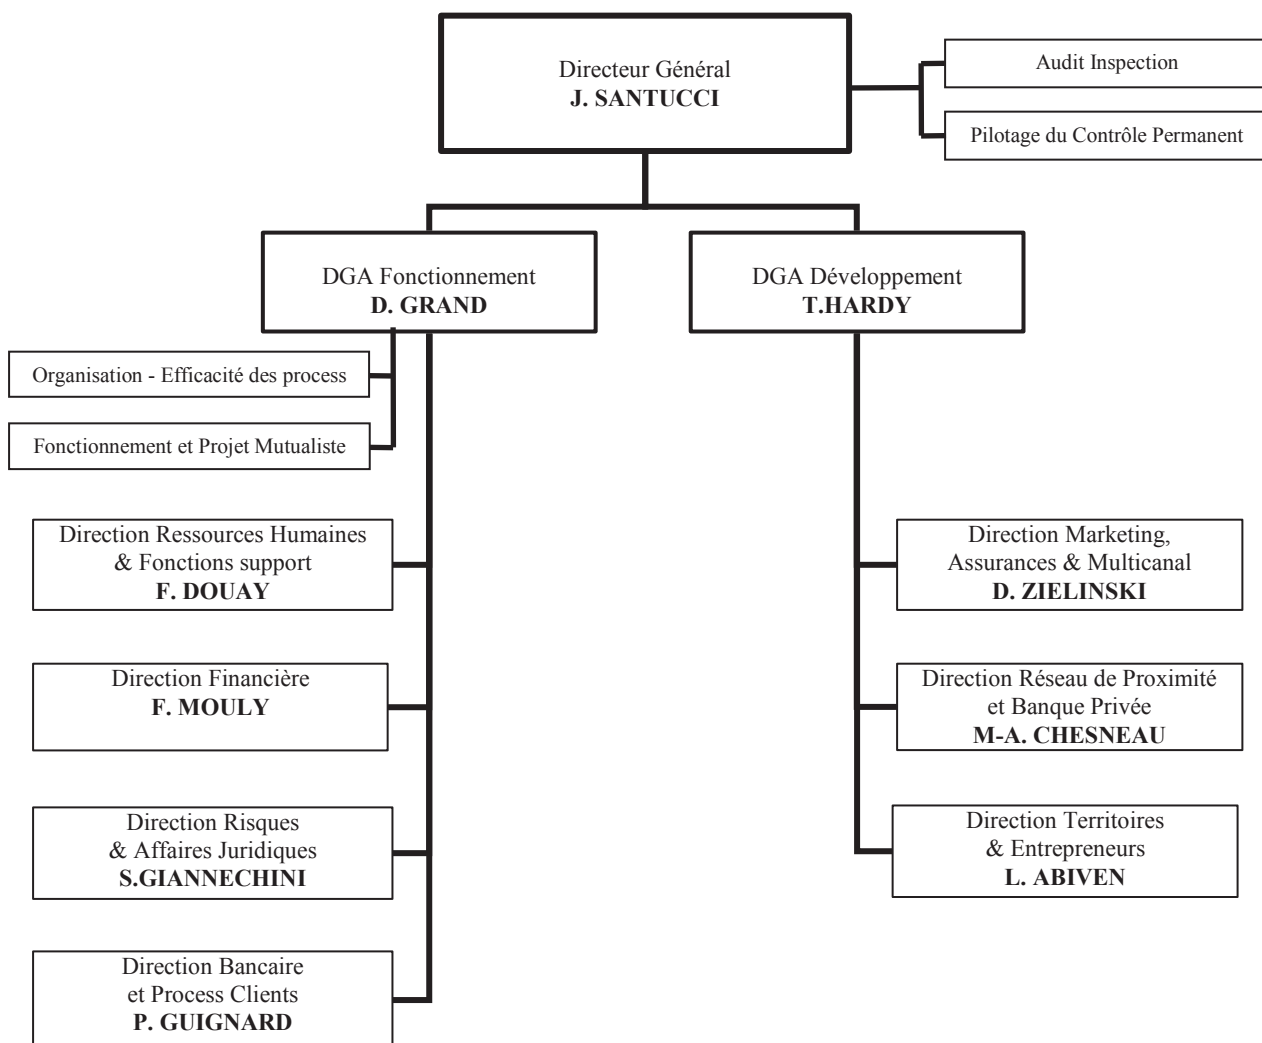 Directeur Général
J. SANTUCCI
Audit Inspection
Pilotage du Contrôle Permanent
DGA Fonctionnement
D. GRAND
DGA Développement
T.HARDY
Organisation - Efficacité des process
Fonctionnement et Projet Mutualiste
Direction Ressources Humaines
& Fonctions support
F. DOUAY
Direction Marketing,
Assurances & Multicanal
D. ZIELINSKI
Direction Financière
F. MOULY
Direction Réseau de Proximité
et Banque Privée
M-A. CHESNEAU
Direction Risques
& Affaires Juridiques
S.GIANNECHINI
Direction Territoires
& Entrepreneurs
L. ABIVEN
Direction Bancaire
et Process Clients
P. GUIGNARD